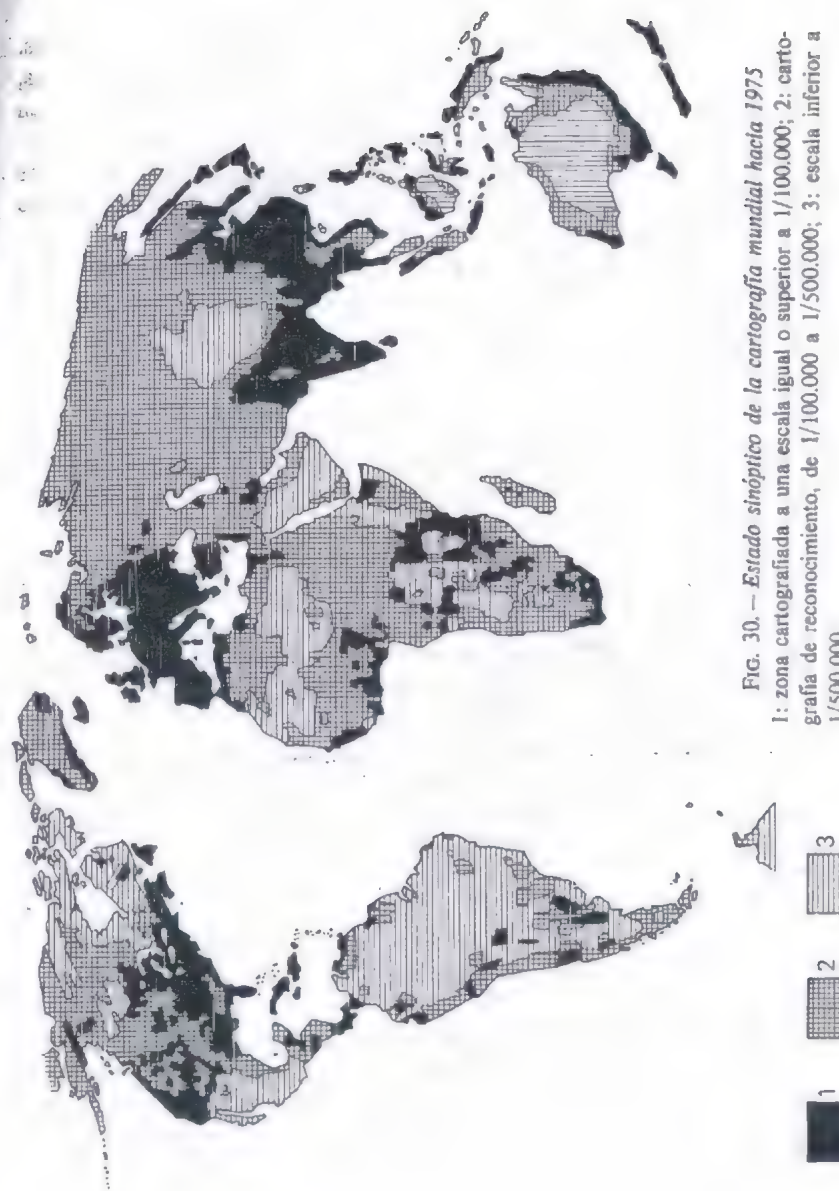 FIG. 30. — Estado sinóptico de la cartografía mundial hacia 1975
1: zona cartografiada a una escala igual o superior a 1/100.000; 2: carto-
grafía de reconocimiento, de 1/100.000 a 1/500.000; 3: escala inferior a
1/500.000
1
2
3